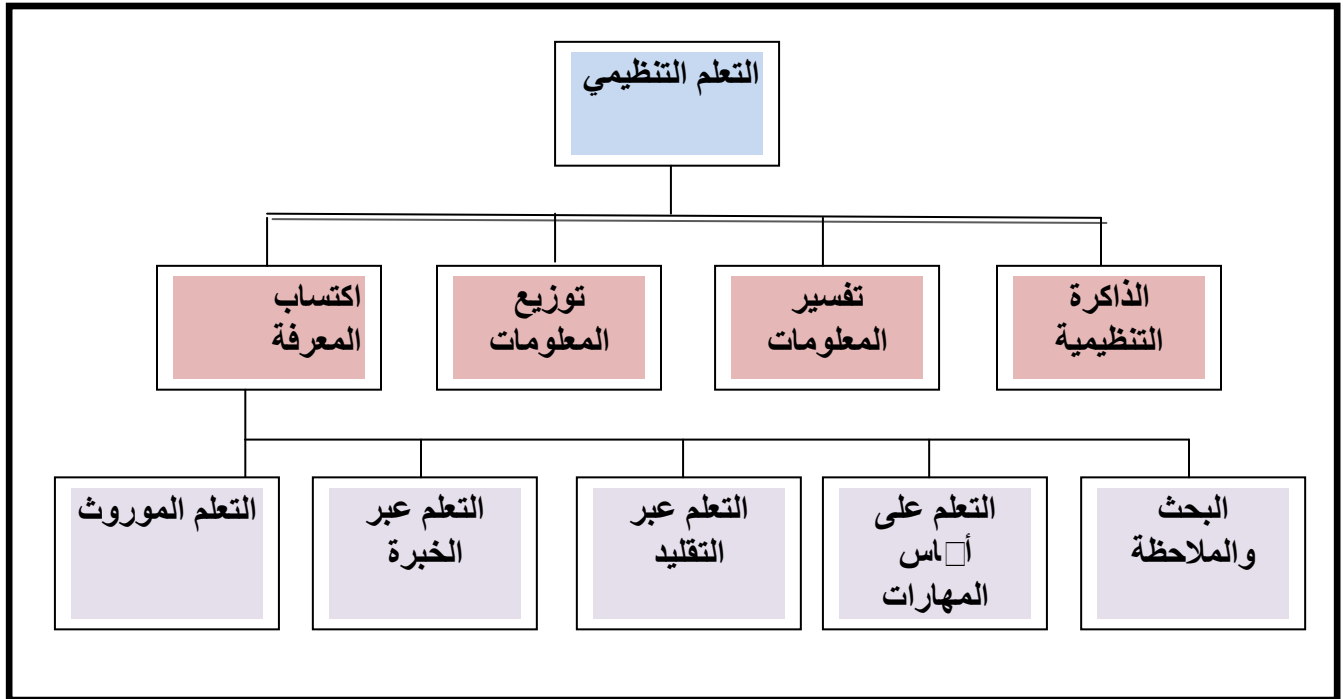 التعلم التنظيمي
الذاكرة
التنظيمية
تفسير
المعلومات
توزيع
المعلومات
اكتساب
المعرفة
البحث
والملاحظة
التعلم على
المهارات
التعلم عبر
التقليد
التعلم عبر
الخبرة
التعلم الموروث